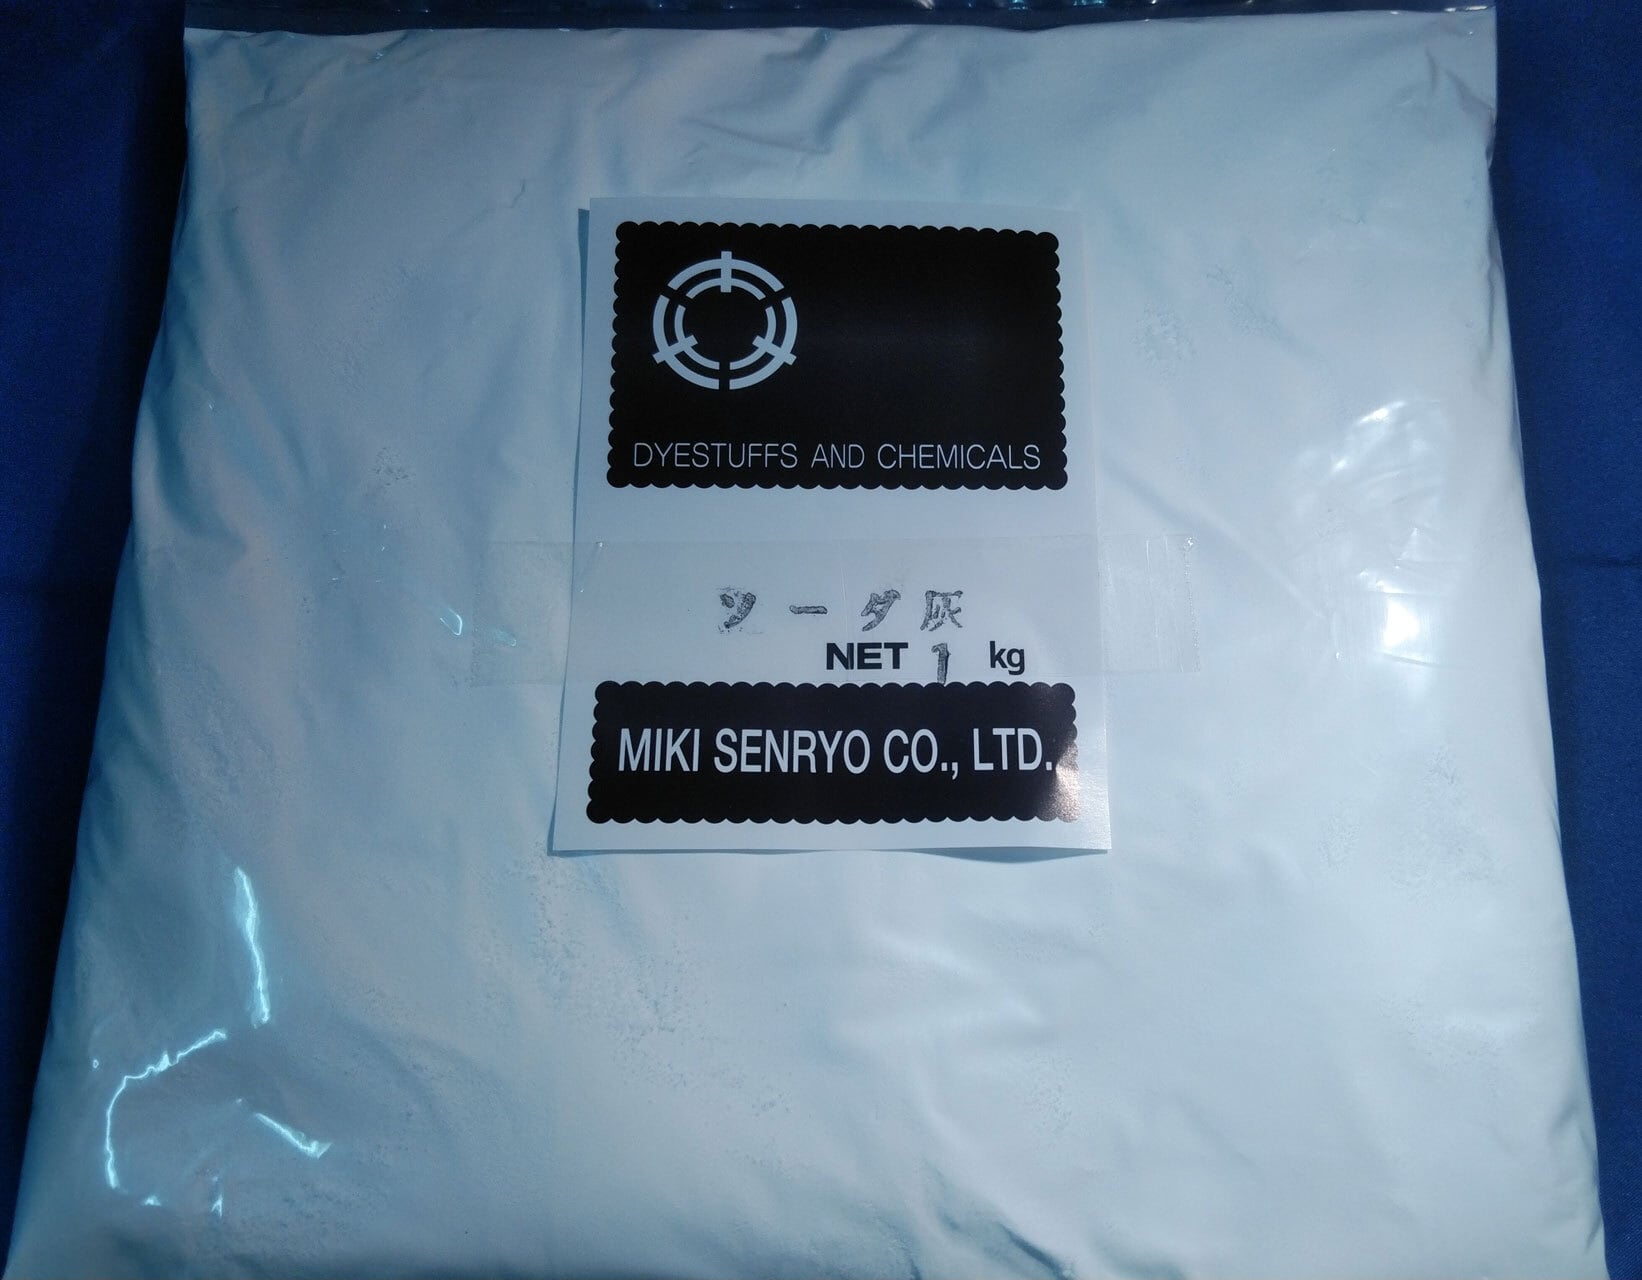 DYESTUFFS AND CHEMICALS
ソーダ灰
NET 1 kg
MIKI SENRYO CO., LTD.